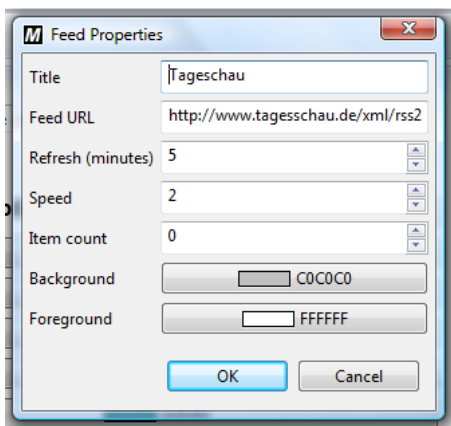 M Feed Properties
Title Tageschau
Feed URL http://www.tagesschau.de/xml/rss2
Refresh (minutes) 5
Speed 2
Item count 0
Background C0C0C0
Foreground FFFFFF
OK Cancel